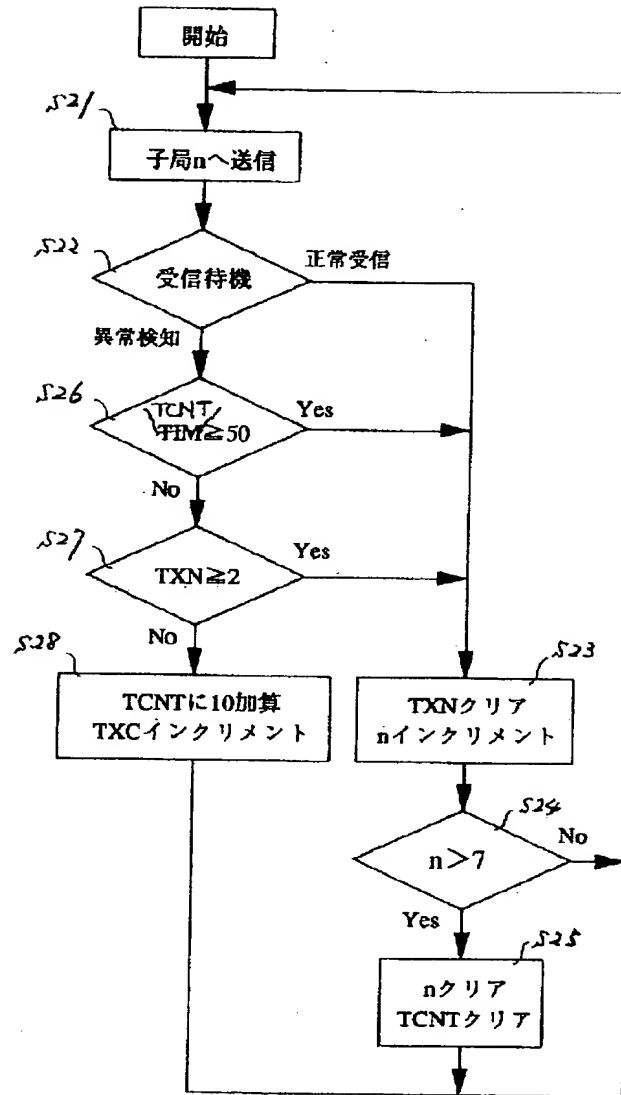 開始
S21
子局nへ送信
S22
受信待機
正常受信
異常検知
S26
TCNT
TIM≧50
Yes
No
S27
TXN≧2
Yes
No
S28
TCNTに10加算
TXCインクリメント
S23
TXNクリア
nインクリメント
S24
n＞7
No
Yes
S25
nクリア
TCNTクリア